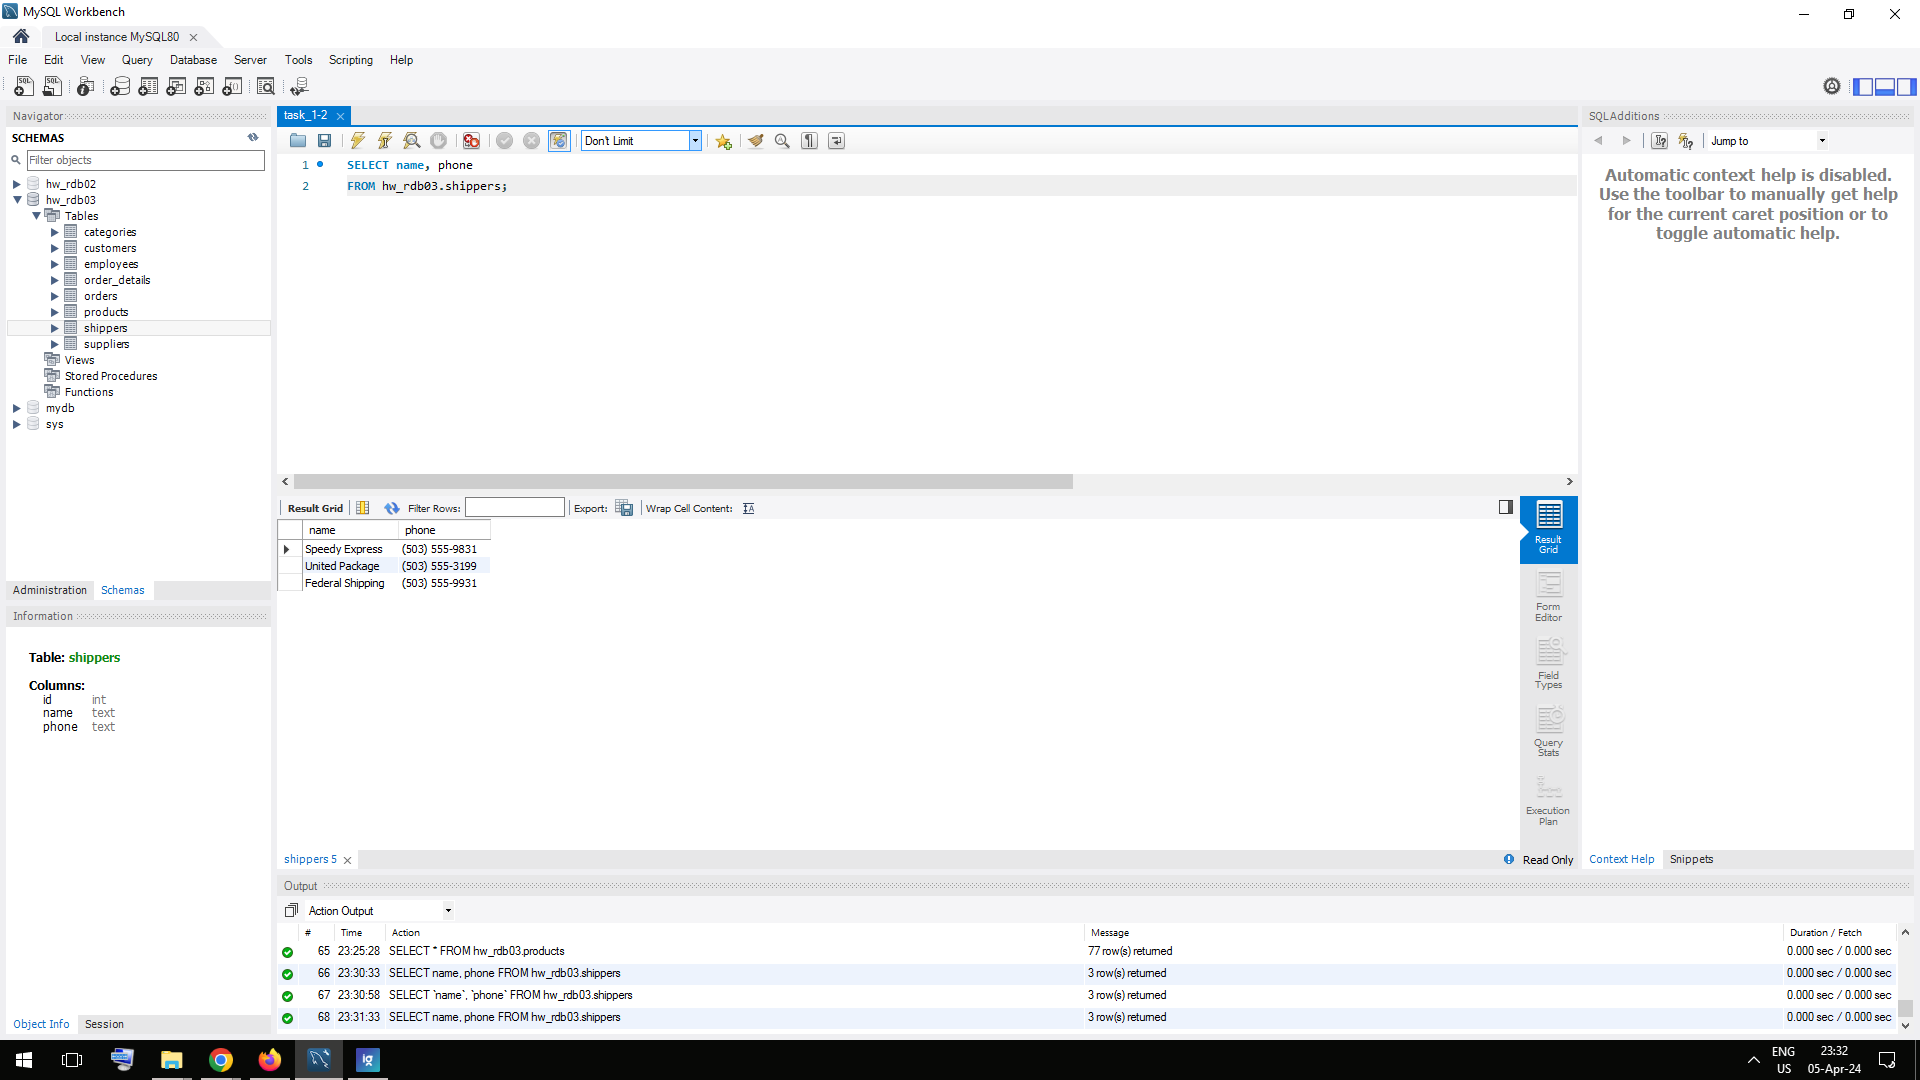 MySQL Workbench
Local instance MySQL80
File Edit View Query Database Server Tools Scripting Help
Navigator
SCHEMAS
Filter objects
hw_rdb02
hw_rdb03
Tables
categories
customers
employees
order_details
orders
products
shippers
suppliers
Views
Stored Procedures
Functions
mydb
sys
Administration Schemas
Information
Table: shippers
Columns:
id int
name text
phone text
Object Info Session
task_1-2
Don't Limit
1 SELECT name, phone
2 FROM hw_rdb03.shippers;
Result Grid Filter Rows: Export: Wrap Cell Content:
name phone
Speedy Express (503) 555-9831
United Package (503) 555-3199
Federal Shipping (503) 555-9931
Result
Grid
Form
Editor
Field
Types
Query
Stats
Execution
Plan
shippers 5
Read Only
Output
Action Output
# Time Action Message Duration / Fetch
65 23:25:28 SELECT * FROM hw_rdb03.products 77 row(s) returned 0.000 sec / 0.000 sec
66 23:30:33 SELECT name, phone FROM hw_rdb03.shippers 3 row(s) returned 0.000 sec / 0.000 sec
67 23:30:58 SELECT `name`, `phone` FROM hw_rdb03.shippers 3 row(s) returned 0.000 sec / 0.000 sec
68 23:31:33 SELECT name, phone FROM hw_rdb03.shippers 3 row(s) returned 0.000 sec / 0.000 sec
SQLAdditions
Jump to
Automatic context help is disabled.
Use the toolbar to manually get help
for the current caret position or to
toggle automatic help.
Context Help Snippets
ig
ENG
US
23:32
05-Apr-24